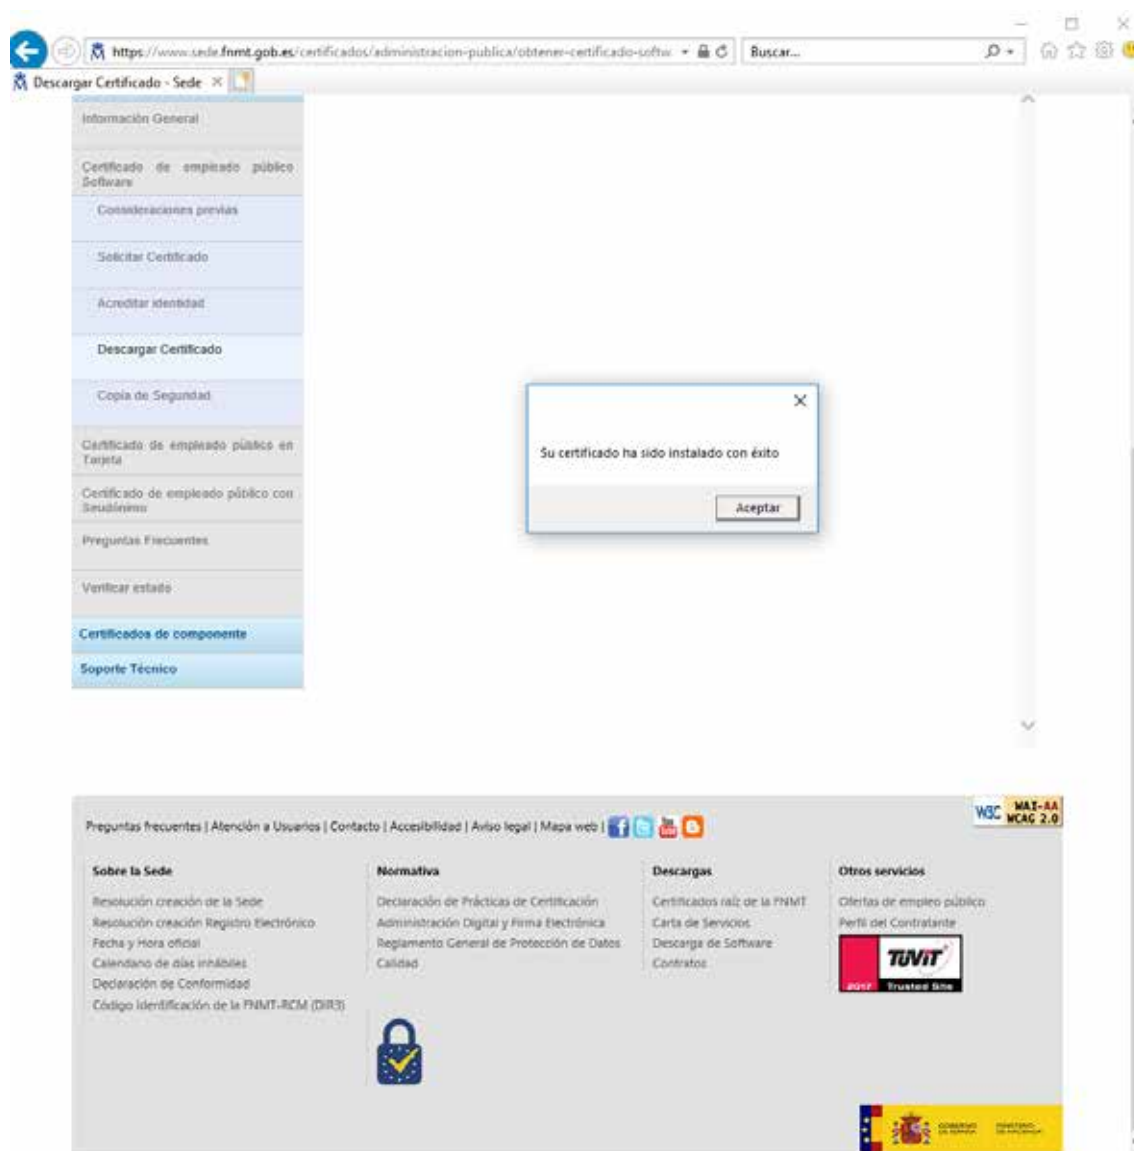 https://www.sede.fnmt.gob.es/certificados/administracion-publica/obtener-certificado-softw
Buscar...
Descargar Certificado - Sede
Información General
Certificado de empleado público
Software
Consideraciones previas
Solicitar Certificado
Acreditar identidad
Descargar Certificado
Copia de Seguridad
Certificado de empleado público en
Tarjeta
Certificado de empleado público con
Seudónimo
Preguntas Frecuentes
Verificar estado
Certificados de componente
Soporte Técnico
Su certificado ha sido instalado con éxito
Aceptar
Preguntas frecuentes | Atención a Usuarios | Contacto | Accesibilidad | Aviso legal | Mapa web |
W3C WAI-AA
WCAG 2.0
Sobre la Sede
Resolución creación de la Sede
Resolución creación Registro Electrónico
Fecha y Hora oficial
Calendario de días inhábiles
Declaración de Conformidad
Código Identificación de la FNMT-RCM (DIR3)
Normativa
Declaración de Prácticas de Certificación
Administración Digital y Firma Electrónica
Reglamento General de Protección de Datos
Calidad
Descargas
Certificados raíz de la FNMT
Carta de Servicios
Descarga de Software
Contratos
Otros servicios
Ofertas de empleo público
Perfil del Contratante
TÜViT
2017 Trusted Site
GOBIERNO
DE ESPAÑA
MINISTERIO
DE HACIENDA